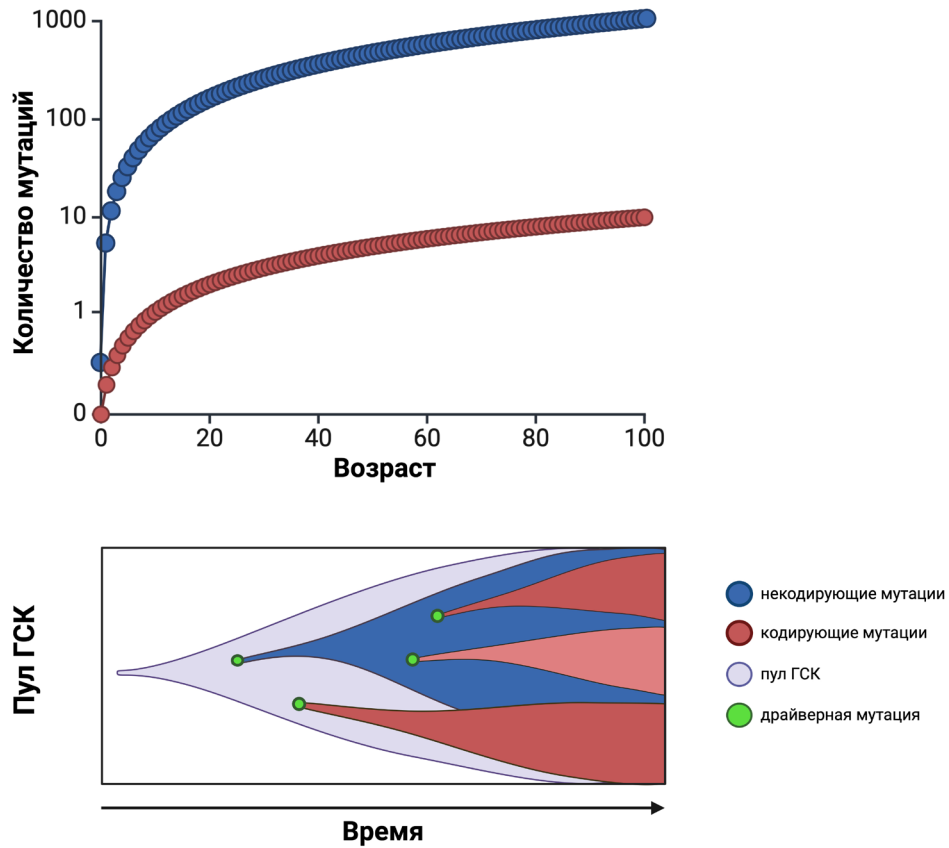 1000
100
10
1
0
Количество мутаций
0 20 40 60 80 100
Возраст
Пул ГСК
некодирующие мутации
кодирующие мутации
пул ГСК
драйверная мутация
Время